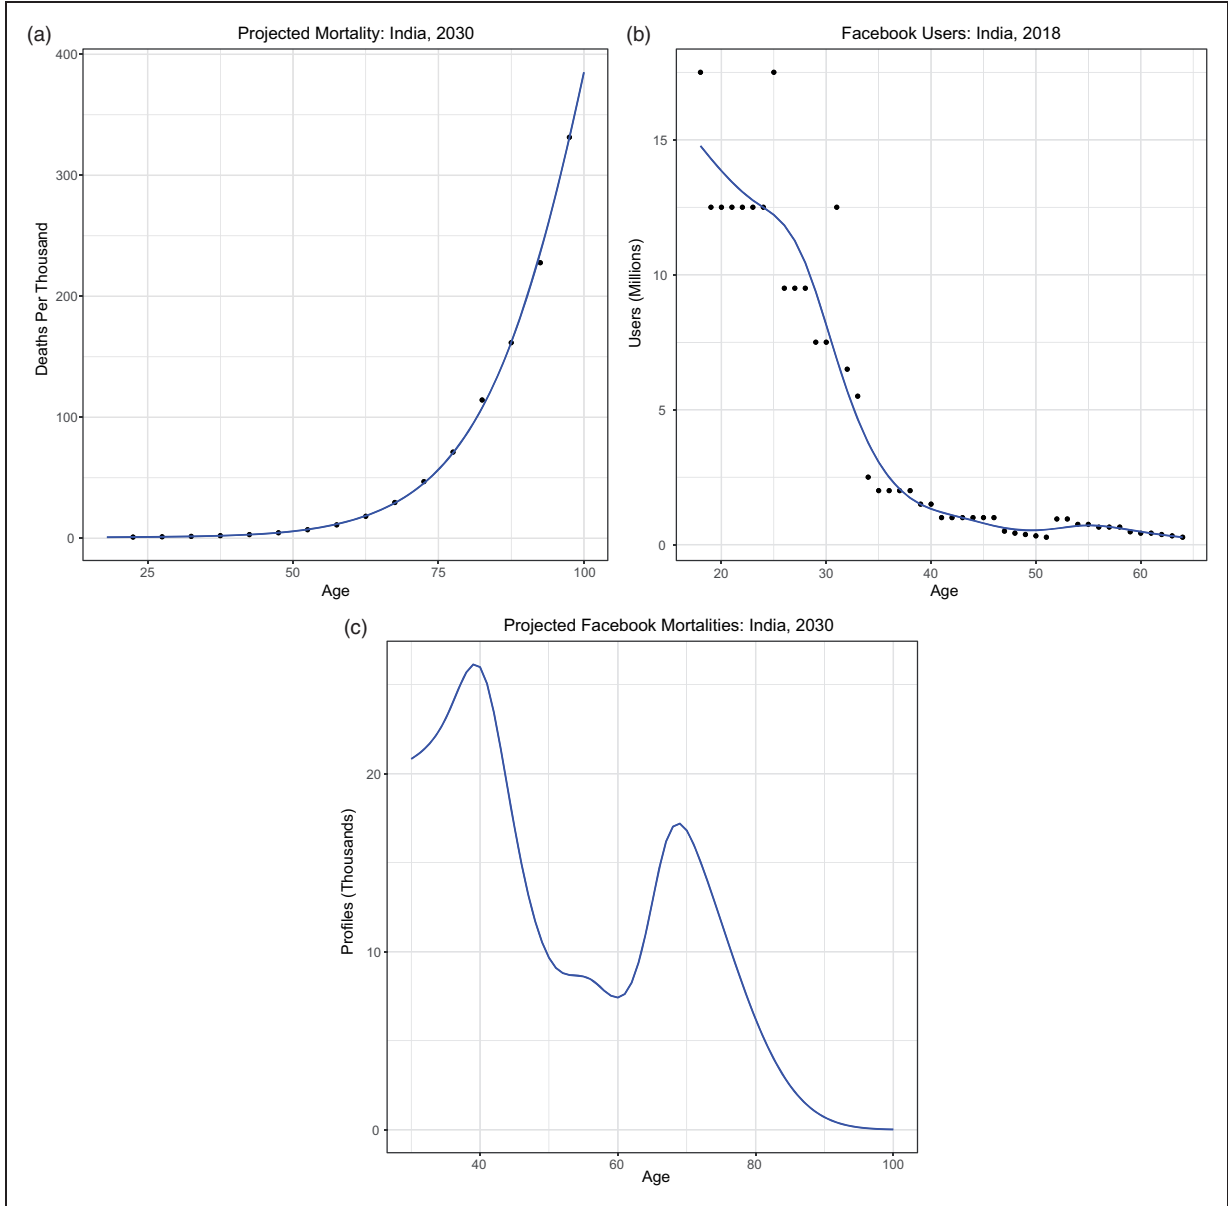 (a)
Projected Mortality: India, 2030
400
300
200
100
0
Deaths Per Thousand
25 50 75 100
Age
(b)
Facebook Users: India, 2018
15
10
5
0
Users (Millions)
20 30 40 50 60
Age
(c)
Projected Facebook Mortalities: India, 2030
20
10
0
Profiles (Thousands)
40 60 80 100
Age